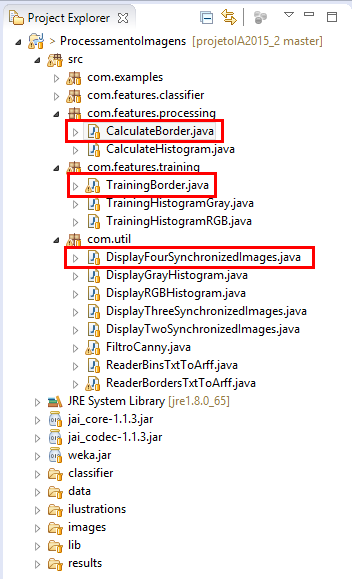 Project Explorer
> ProcessamentoImagens [projetoIA2015_2 master]
src
com.examples
com.features.classifier
com.features.processing
CalculateBorder.java
CalculateHistogram.java
com.features.training
TrainingBorder.java
TrainingHistogramGray.java
TrainingHistogramRGB.java
com.util
DisplayFourSynchronizedImages.java
DisplayGrayHistogram.java
DisplayRGBHistogram.java
DisplayThreeSynchronizedImages.java
DisplayTwoSynchronizedImages.java
FiltroCanny.java
ReaderBinsTxtToArff.java
ReaderBordersTxtToArff.java
JRE System Library [jre1.8.0_65]
jai_core-1.1.3.jar
jai_codec-1.1.3.jar
weka.jar
classifier
data
ilustrations
images
lib
results